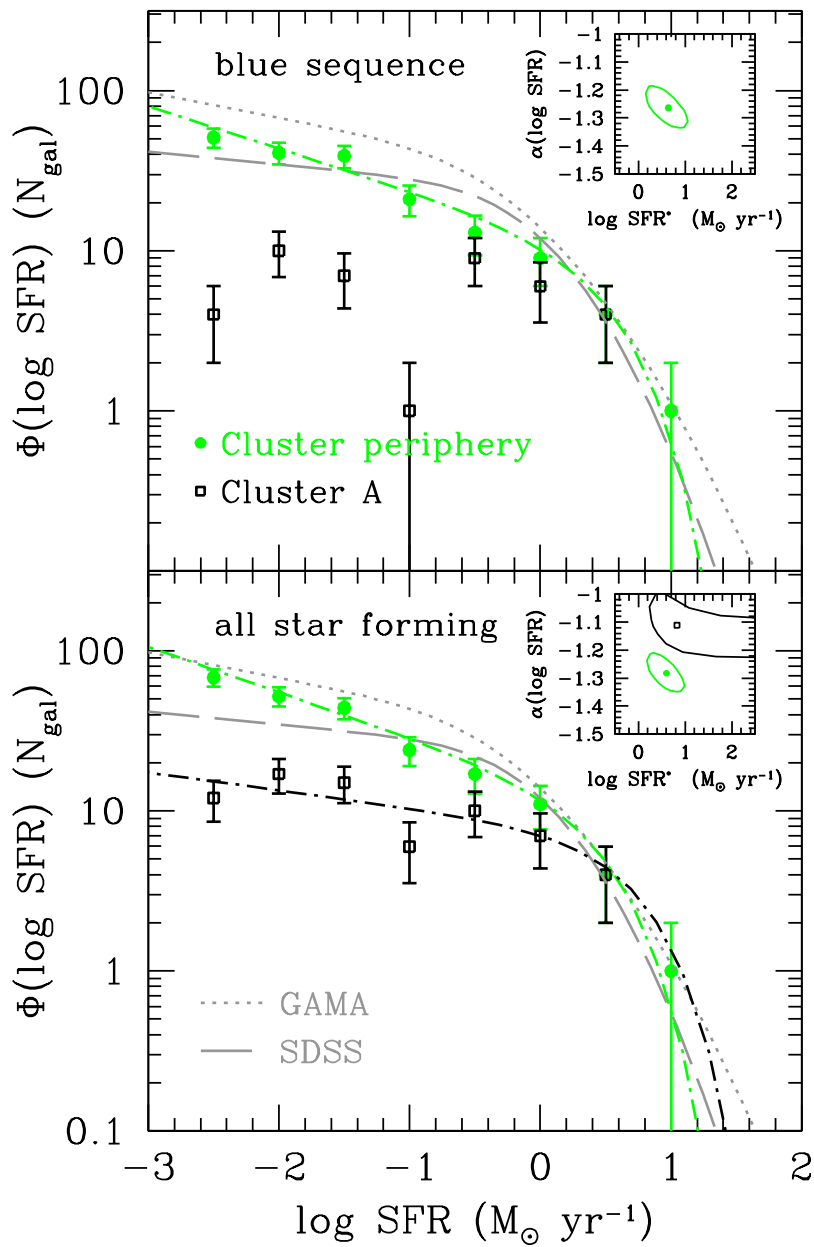 blue sequence
100
10
1
Φ(log SFR) (N_gal)
Cluster periphery
Cluster A
-1
-1.1
-1.2
-1.3
-1.4
-1.5
α(log SFR)
0 1 2
log SFR* (M⊙ yr⁻¹)
all star forming
100
10
1
0.1
Φ(log SFR) (N_gal)
GAMA
SDSS
-1
-1.1
-1.2
-1.3
-1.4
-1.5
α(log SFR)
0 1 2
log SFR* (M⊙ yr⁻¹)
−3 −2 −1 0 1 2
log SFR (M⊙ yr⁻¹)